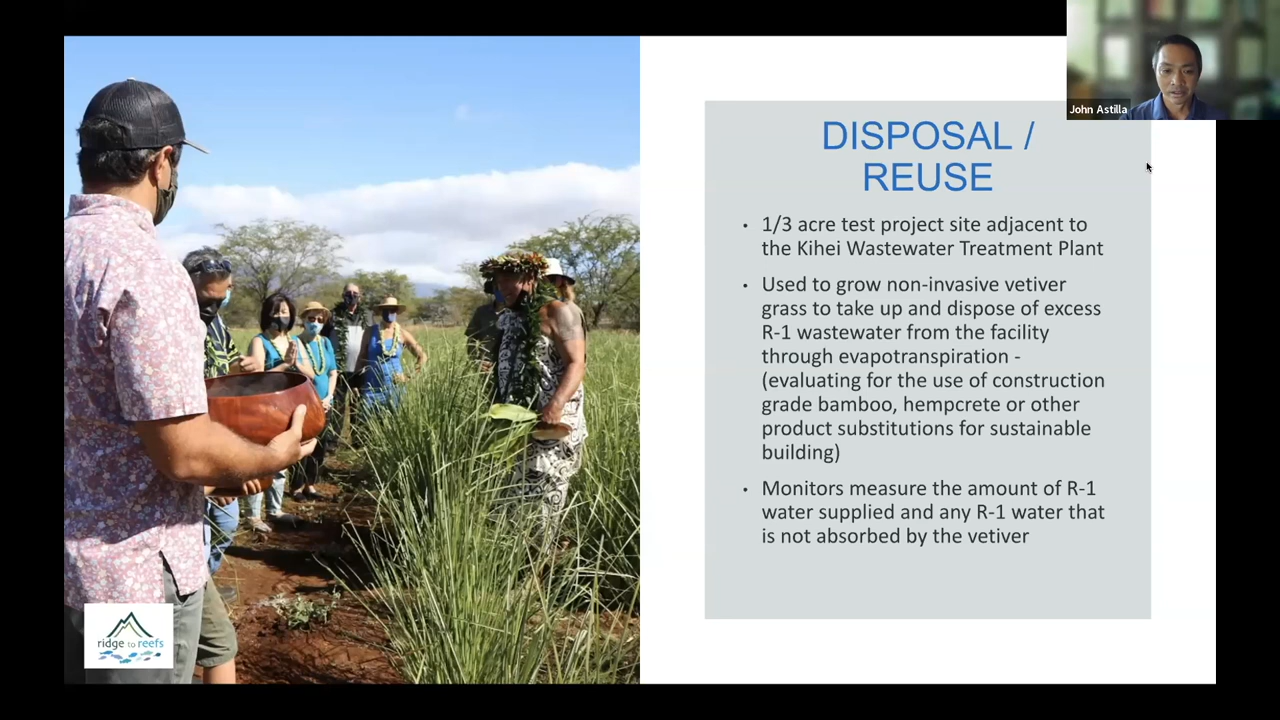 John Astilla
DISPOSAL /
REUSE
• 1/3 acre test project site adjacent to
the Kihei Wastewater Treatment Plant
• Used to grow non-invasive vetiver
grass to take up and dispose of excess
R-1 wastewater from the facility
through evapotranspiration -
(evaluating for the use of construction
grade bamboo, hempcrete or other
product substitutions for sustainable
building)
• Monitors measure the amount of R-1
water supplied and any R-1 water that
is not absorbed by the vetiver
ridge to reefs